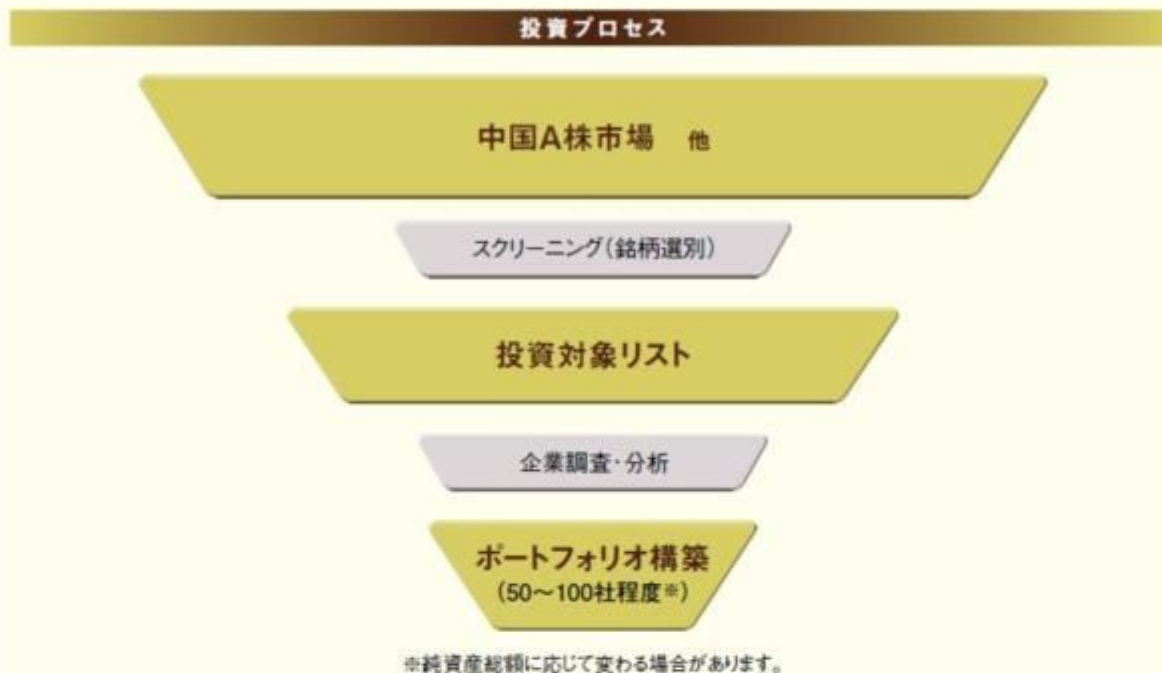 投資プロセス
中国A株市場 他
スクリーニング(銘柄選別)
投資対象リスト
企業調査・分析
ポートフォリオ構築
(50～100社程度※)
※純資産総額に応じて変わる場合があります。